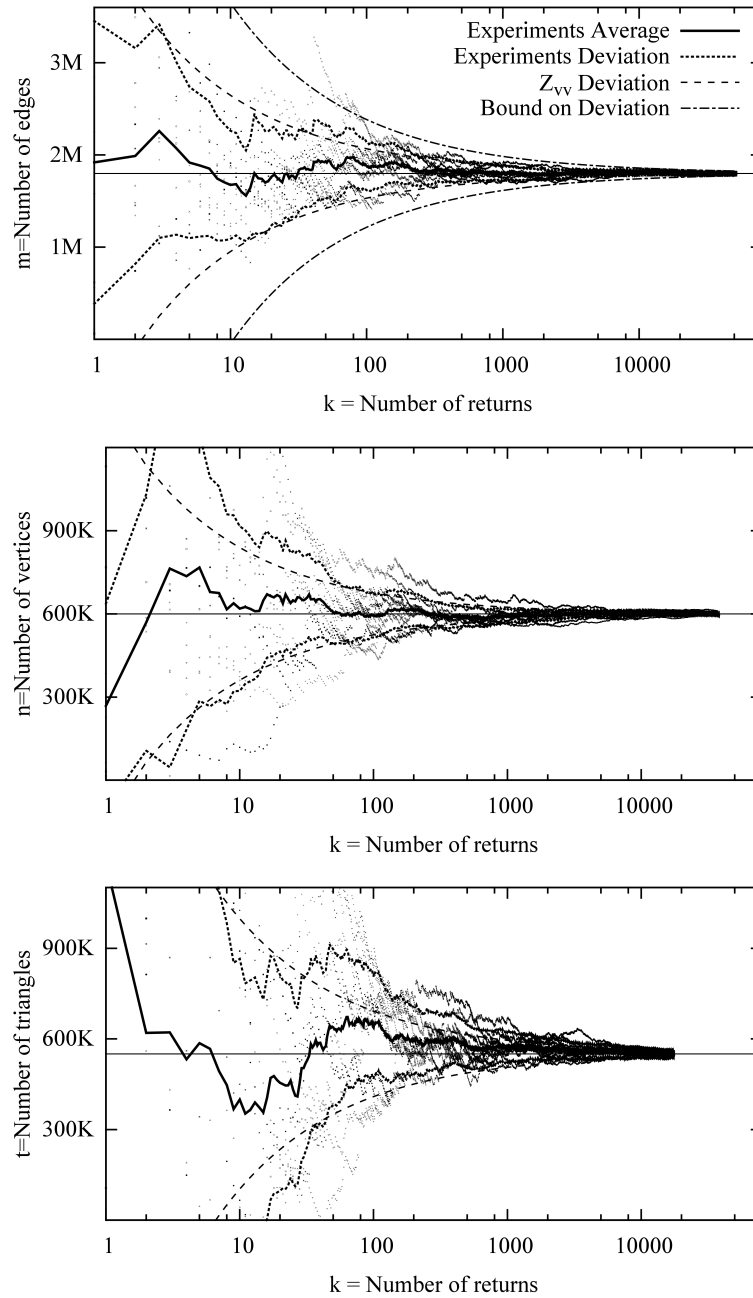 Experiments Average
Experiments Deviation
Zvv Deviation
Bound on Deviation
3M
2M
1M
m=Number of edges
1 10 100 1000 10000
k = Number of returns
900K
600K
300K
n=Number of vertices
1 10 100 1000 10000
k = Number of returns
900K
600K
300K
t=Number of triangles
1 10 100 1000 10000
k = Number of returns